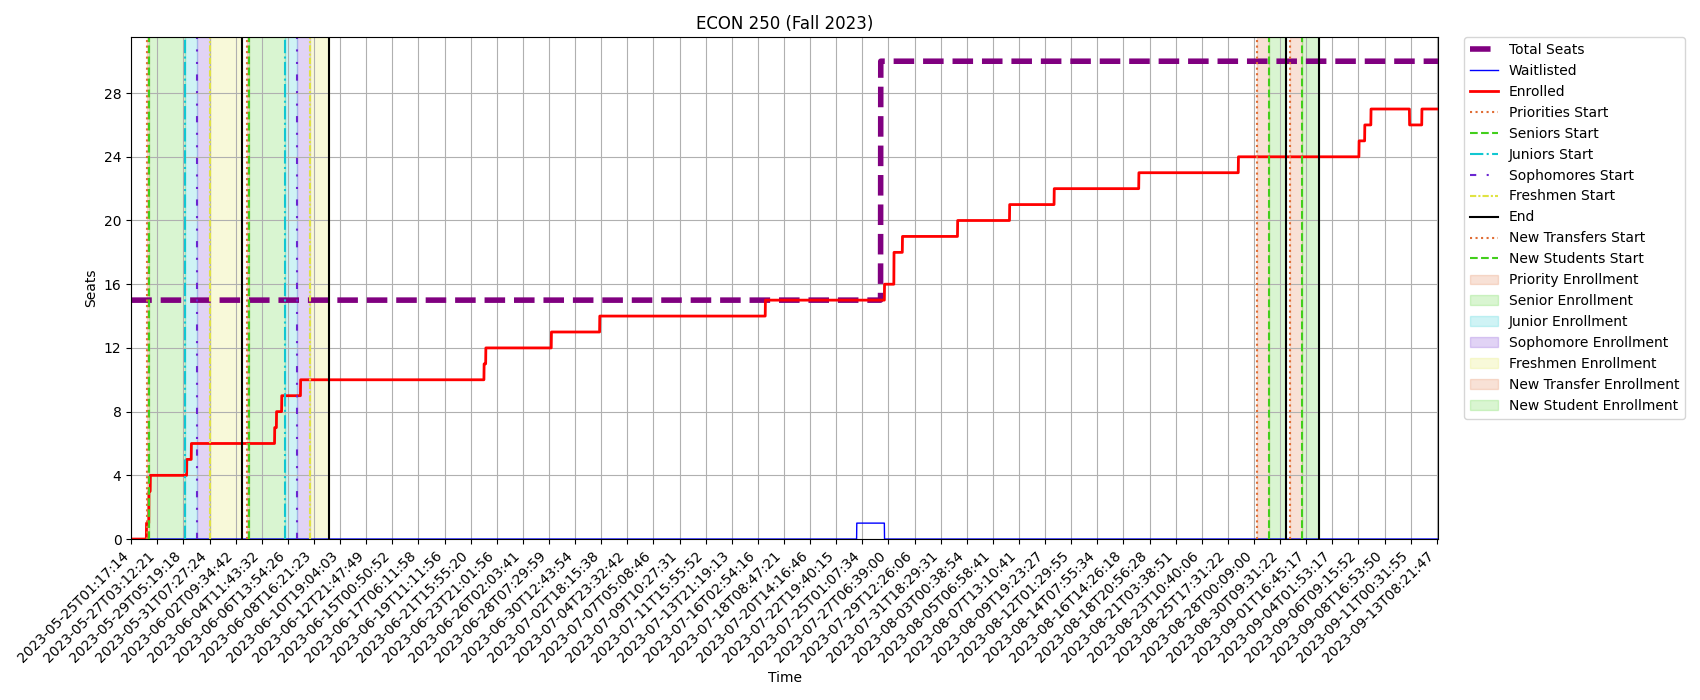 ECON 250 (Fall 2023)
Seats
28
24
20
16
12
8
4
0
2023-05-25T01:17:14
2023-05-27T03:12:21
2023-05-29T05:19:18
2023-05-31T07:27:24
2023-06-02T09:34:42
2023-06-04T11:43:32
2023-06-06T13:54:26
2023-06-08T16:21:23
2023-06-10T19:04:03
2023-06-12T21:47:49
2023-06-15T00:50:52
2023-06-17T06:11:58
2023-06-19T11:11:56
2023-06-21T15:55:20
2023-06-23T21:01:56
2023-06-26T02:03:41
2023-06-28T07:29:59
2023-06-30T12:43:54
2023-07-02T18:15:38
2023-07-04T23:32:42
2023-07-07T05:08:46
2023-07-09T10:27:31
2023-07-11T15:55:52
2023-07-13T21:19:13
2023-07-16T02:54:16
2023-07-18T08:47:21
2023-07-20T14:16:46
2023-07-22T19:40:15
2023-07-25T01:07:34
2023-07-27T06:39:00
2023-07-29T12:26:06
2023-07-31T18:29:31
2023-08-03T00:38:54
2023-08-05T06:58:41
2023-08-07T13:10:41
2023-08-09T19:23:27
2023-08-12T01:29:55
2023-08-14T07:55:34
2023-08-16T14:26:18
2023-08-18T20:56:28
2023-08-21T03:38:51
2023-08-23T10:40:06
2023-08-25T17:31:22
2023-08-28T00:09:00
2023-08-30T09:31:22
2023-09-01T16:45:17
2023-09-04T01:53:17
2023-09-06T09:15:52
2023-09-08T16:53:50
2023-09-11T00:31:55
2023-09-13T08:21:47
Time
Total Seats
Waitlisted
Enrolled
Priorities Start
Seniors Start
Juniors Start
Sophomores Start
Freshmen Start
End
New Transfers Start
New Students Start
Priority Enrollment
Senior Enrollment
Junior Enrollment
Sophomore Enrollment
Freshmen Enrollment
New Transfer Enrollment
New Student Enrollment